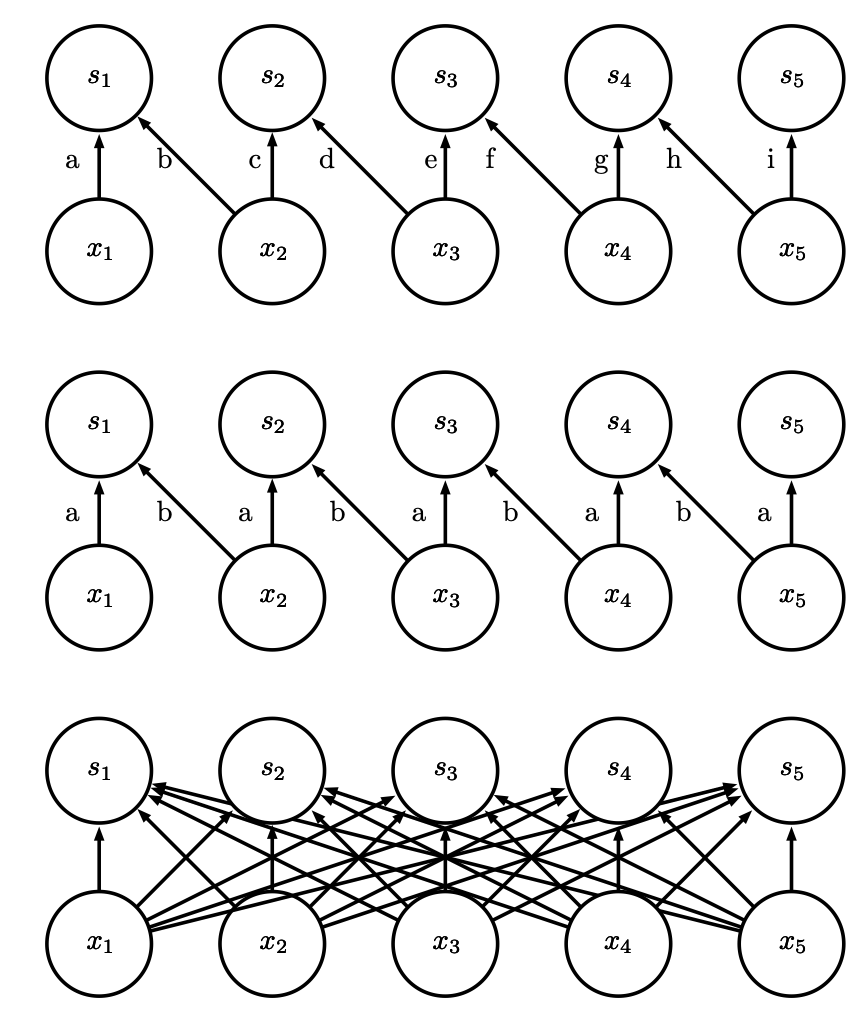 s₁ s₂ s₃ s₄ s₅
a b c d e f g h i
x₁ x₂ x₃ x₄ x₅
s₁ s₂ s₃ s₄ s₅
a b a b a b a b a
x₁ x₂ x₃ x₄ x₅
s₁ s₂ s₃ s₄ s₅
x₁ x₂ x₃ x₄ x₅